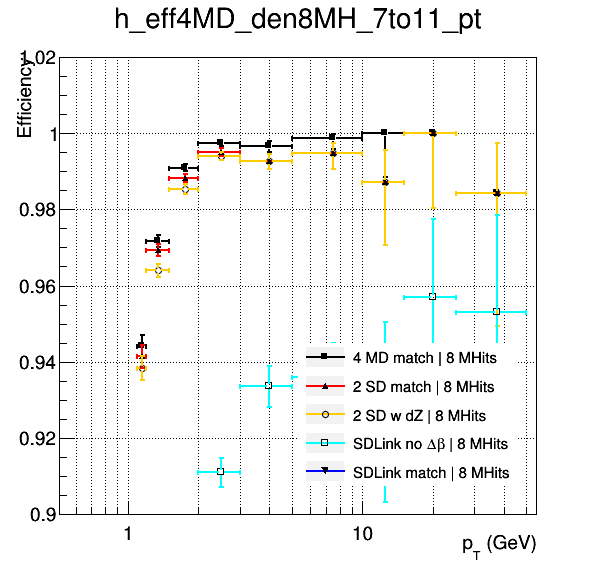 h_eff4MD_den8MH_7to11_pt
Efficiency
1.02
1
0.98
0.96
0.94
0.92
0.9
4 MD match | 8 MHits
2 SD match | 8 MHits
2 SD w dZ | 8 MHits
SDLink no Δβ | 8 MHits
SDLink match | 8 MHits
1
10
p_T (GeV)